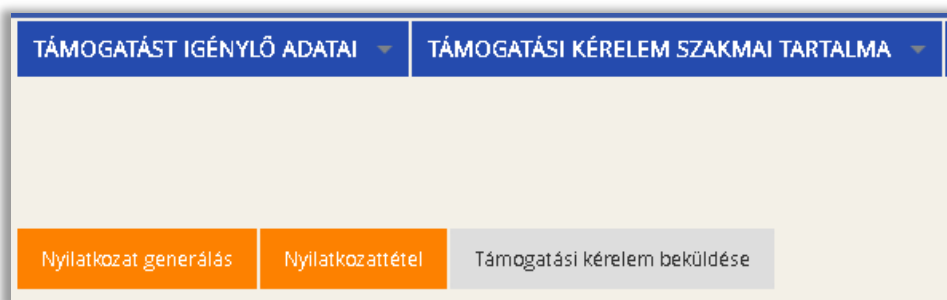 TÁMOGATÁST IGÉNYLŐ ADATAI TÁMOGATÁSI KÉRELEM SZAKMAI TARTALMA
Nyilatkozat generálás Nyilatkozattétel Támogatási kérelem beküldése